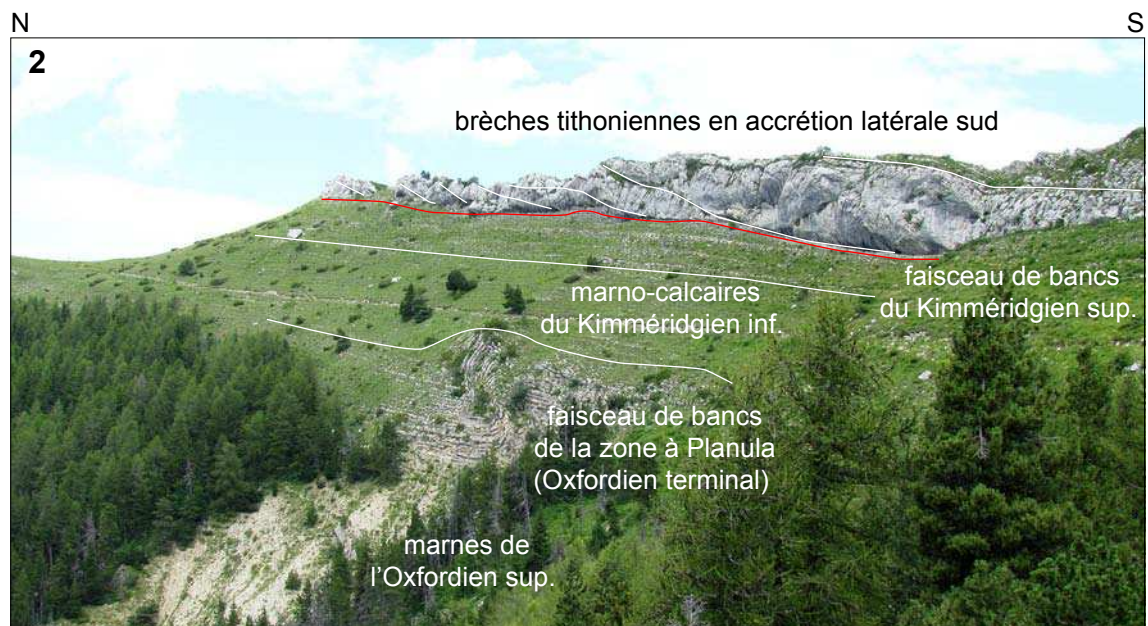 N
S
2
brèches tithoniennes en accrétion latérale sud
faisceau de bancs
du Kimméridgien sup.
marno-calcaires
du Kimméridgien inf.
faisceau de bancs
de la zone à Planula
(Oxfordien terminal)
marnes de
l'Oxfordien sup.